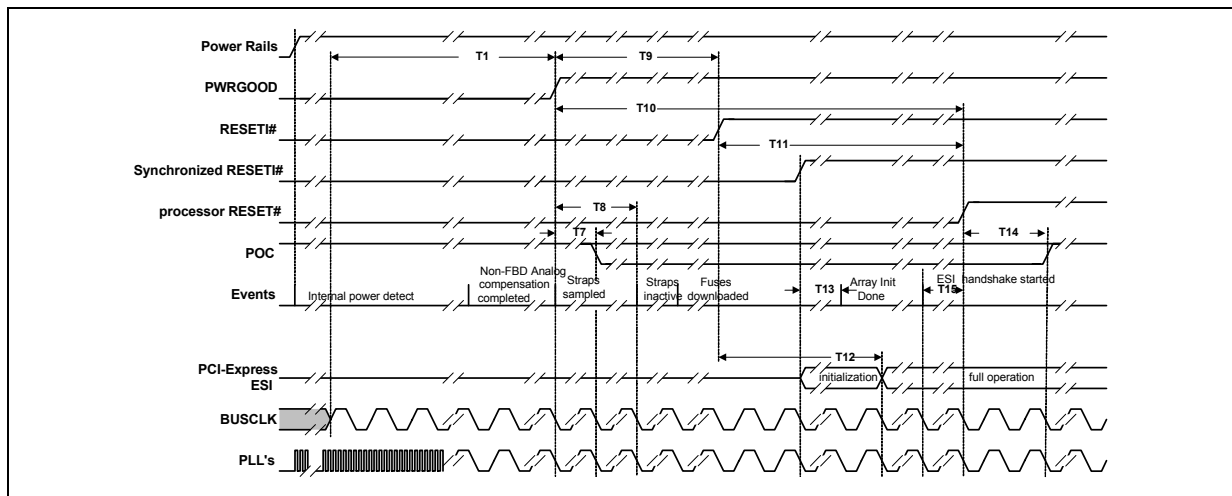 Power Rails
T1
T9
PWRGOOD
T10
RESETI#
T11
Synchronized RESETI#
processor RESET#
T8
T7
T14
POC
Events
Internal power detect
Non-FBD Analog
compensation
completed
Straps
sampled
Straps
inactive
Fuses
downloaded
T13
Array Init
Done
ESI handshake started
T15
T12
PCI-Express
ESI
initialization
full operation
BUSCLK
PLL's